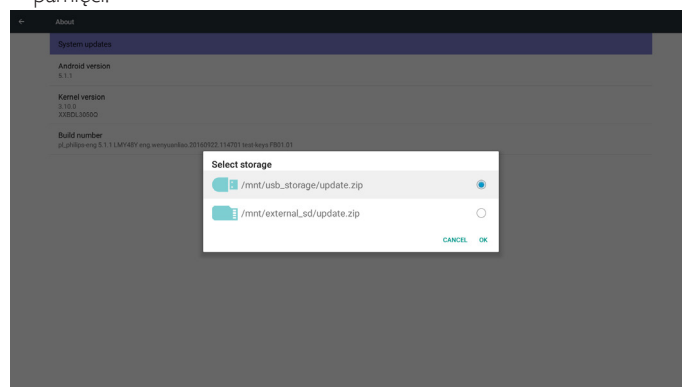 pamięci.
About
System updates
Android version
5.1.1
Kernel version
3.10.0
XXBDL3050Q
Build number
Select storage
/mnt/usb_storage/update.zip
/mnt/external_sd/update.zip
CANCEL OK